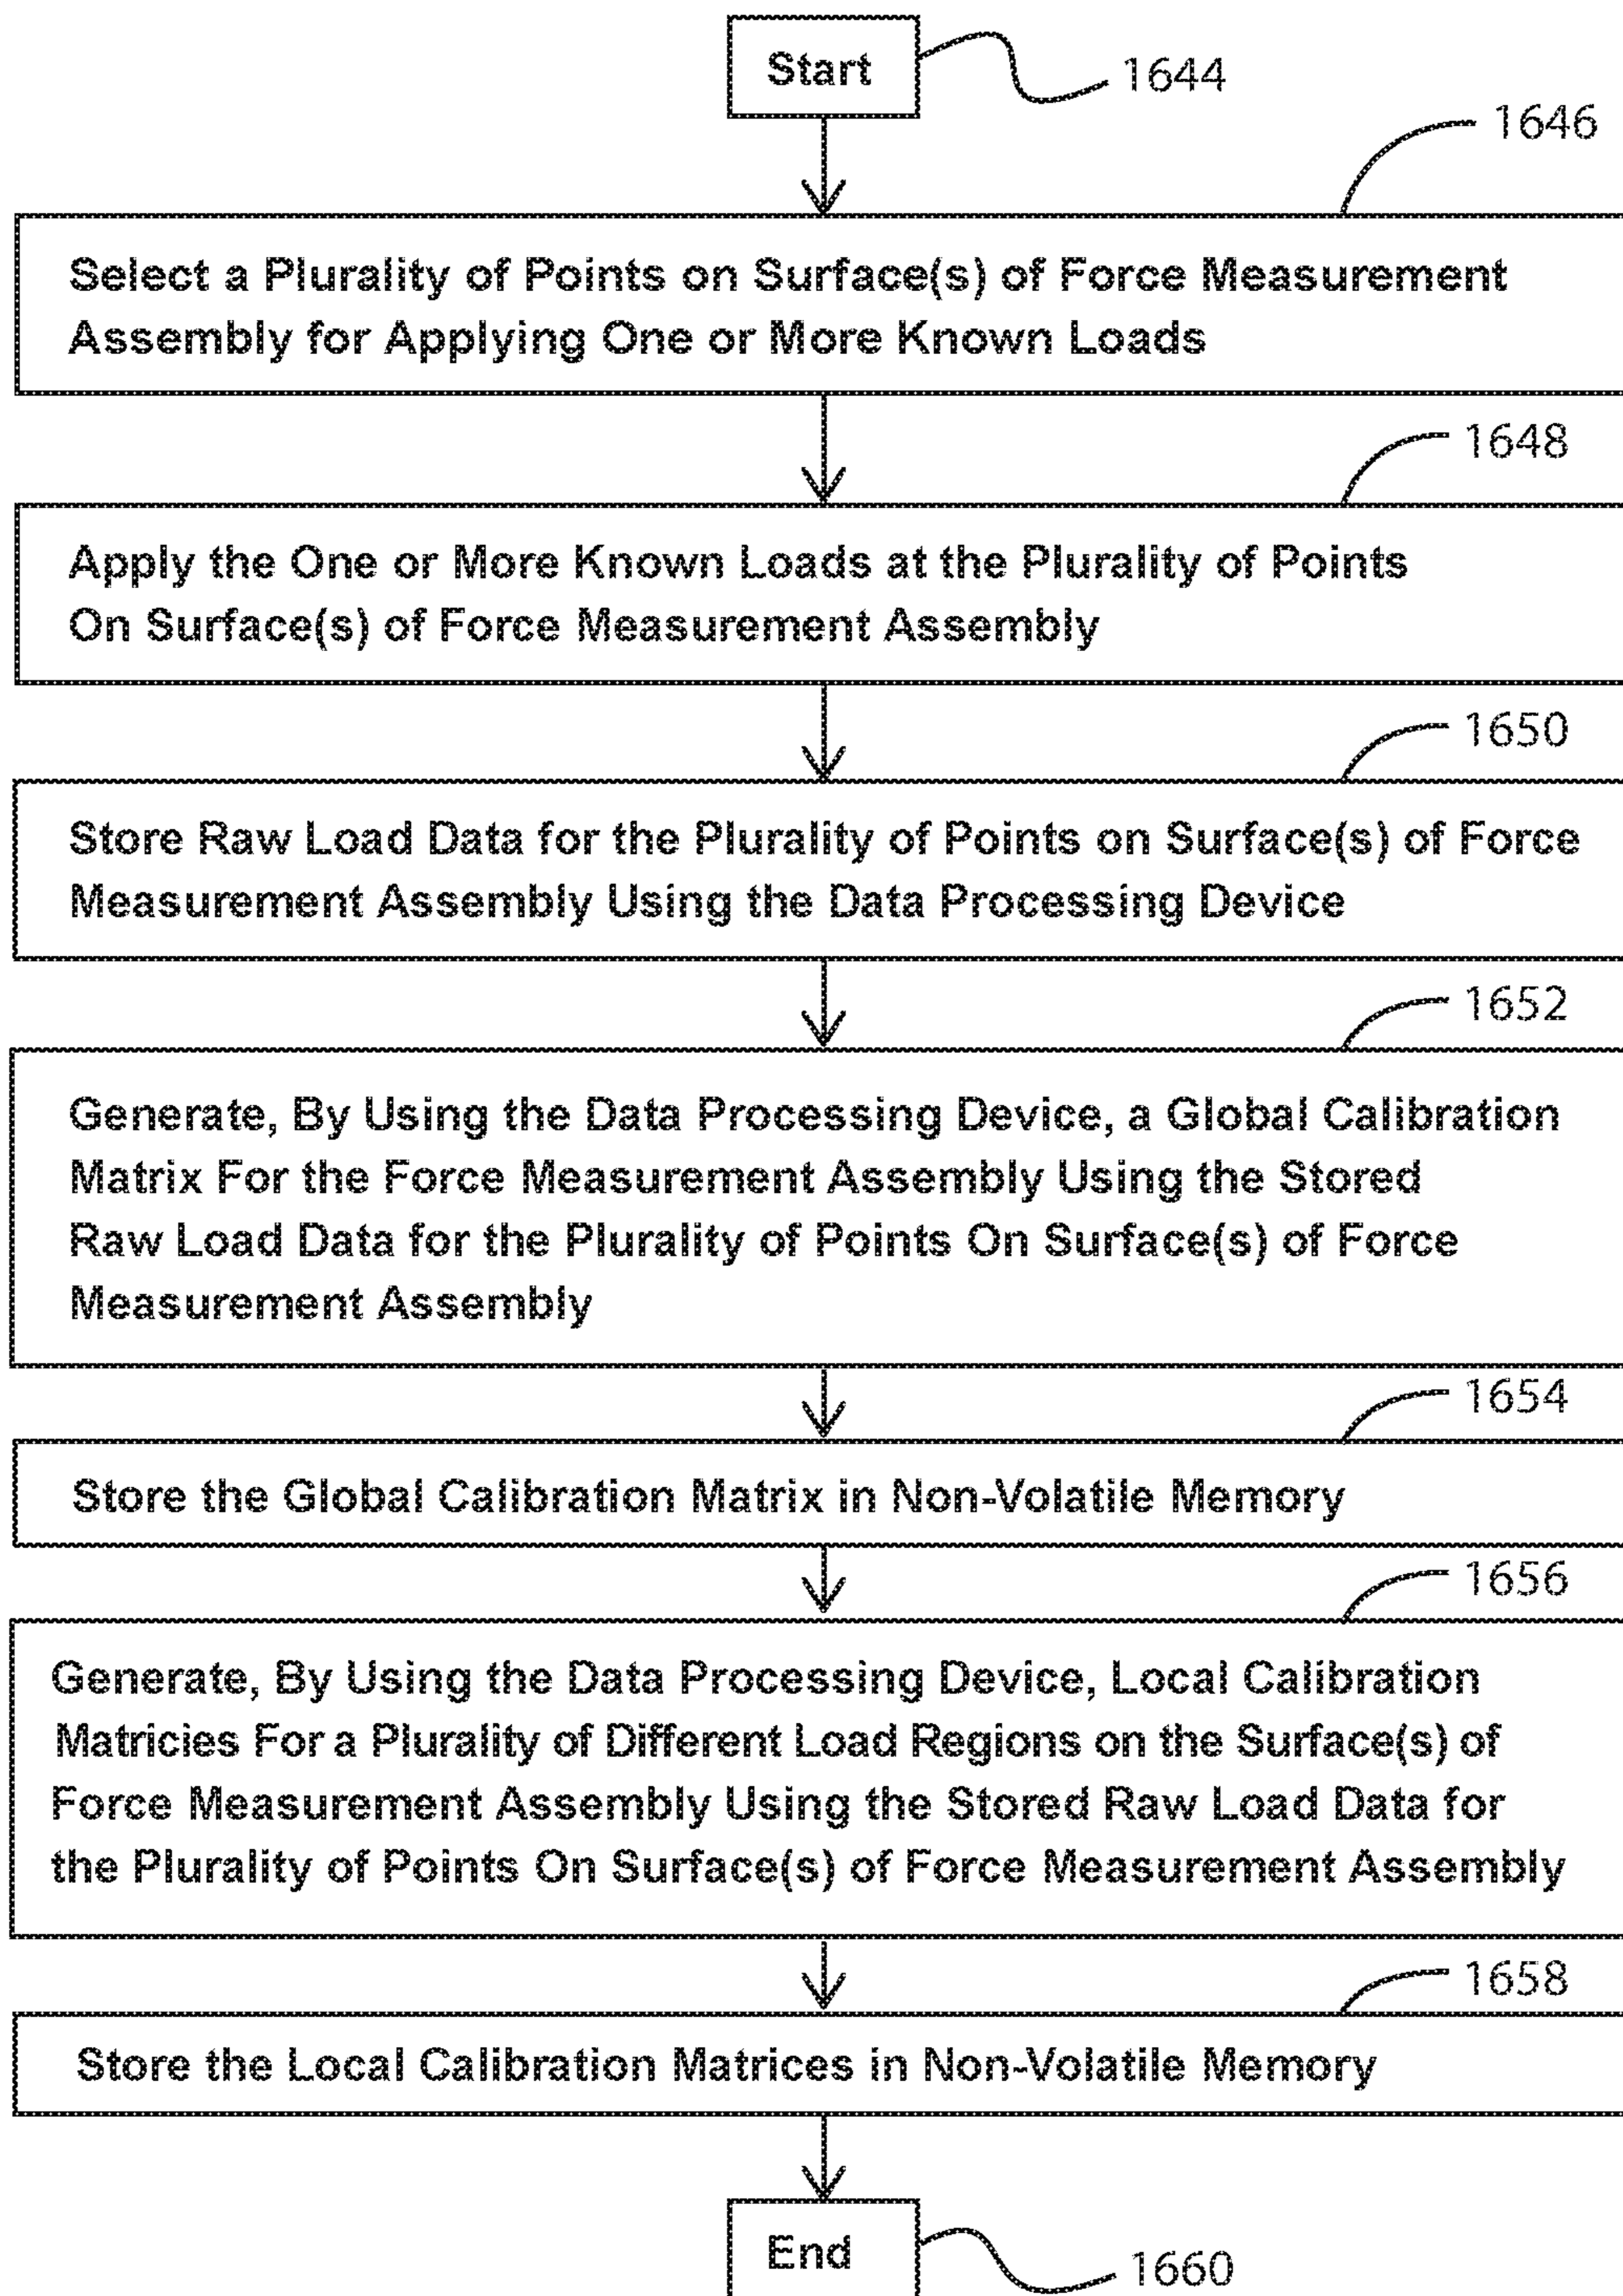 Start
1644
1646
Select a Plurality of Points on Surface(s) of Force Measurement
Assembly for Applying One or More Known Loads
1648
Apply the One or More Known Loads at the Plurality of Points
On Surface(s) of Force Measurement Assembly
1650
Store Raw Load Data for the Plurality of Points on Surface(s) of Force
Measurement Assembly Using the Data Processing Device
1652
Generate, By Using the Data Processing Device, a Global Calibration
Matrix For the Force Measurement Assembly Using the Stored
Raw Load Data for the Plurality of Points On Surface(s) of Force
Measurement Assembly
1654
Store the Global Calibration Matrix in Non-Volatile Memory
1656
Generate, By Using the Data Processing Device, Local Calibration
Matricies For a Plurality of Different Load Regions on the Surface(s) of
Force Measurement Assembly Using the Stored Raw Load Data for
the Plurality of Points On Surface(s) of Force Measurement Assembly
1658
Store the Local Calibration Matrices in Non-Volatile Memory
End
1660